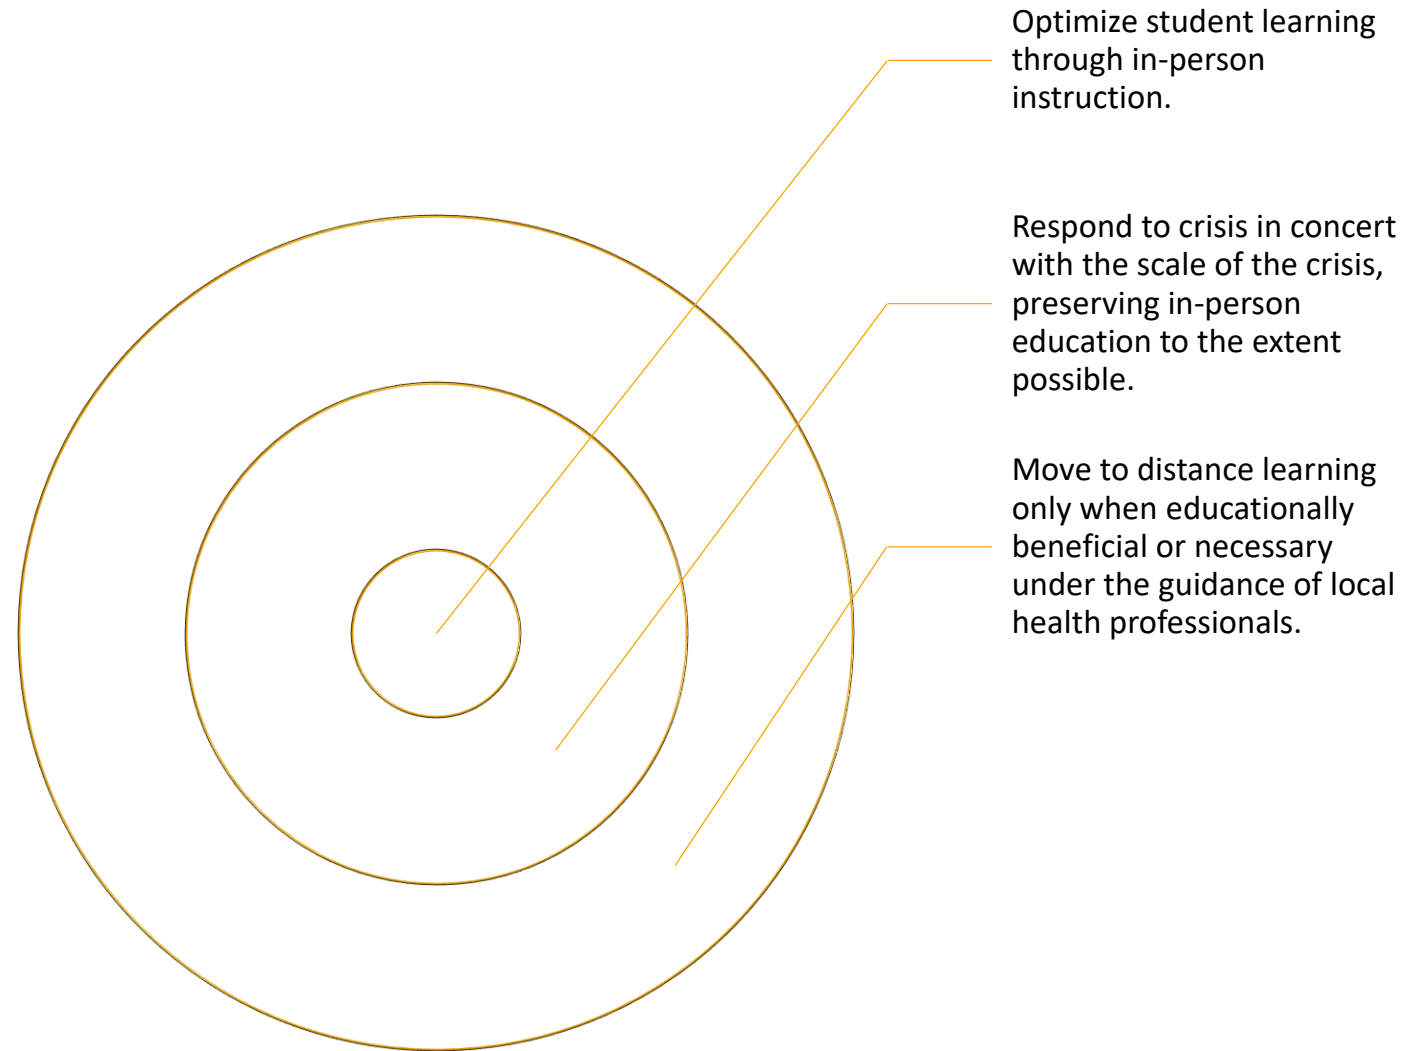 Optimize student learning
through in-person
instruction.
Respond to crisis in concert
with the scale of the crisis,
preserving in-person
education to the extent
possible.
Move to distance learning
only when educationally
beneficial or necessary
under the guidance of local
health professionals.